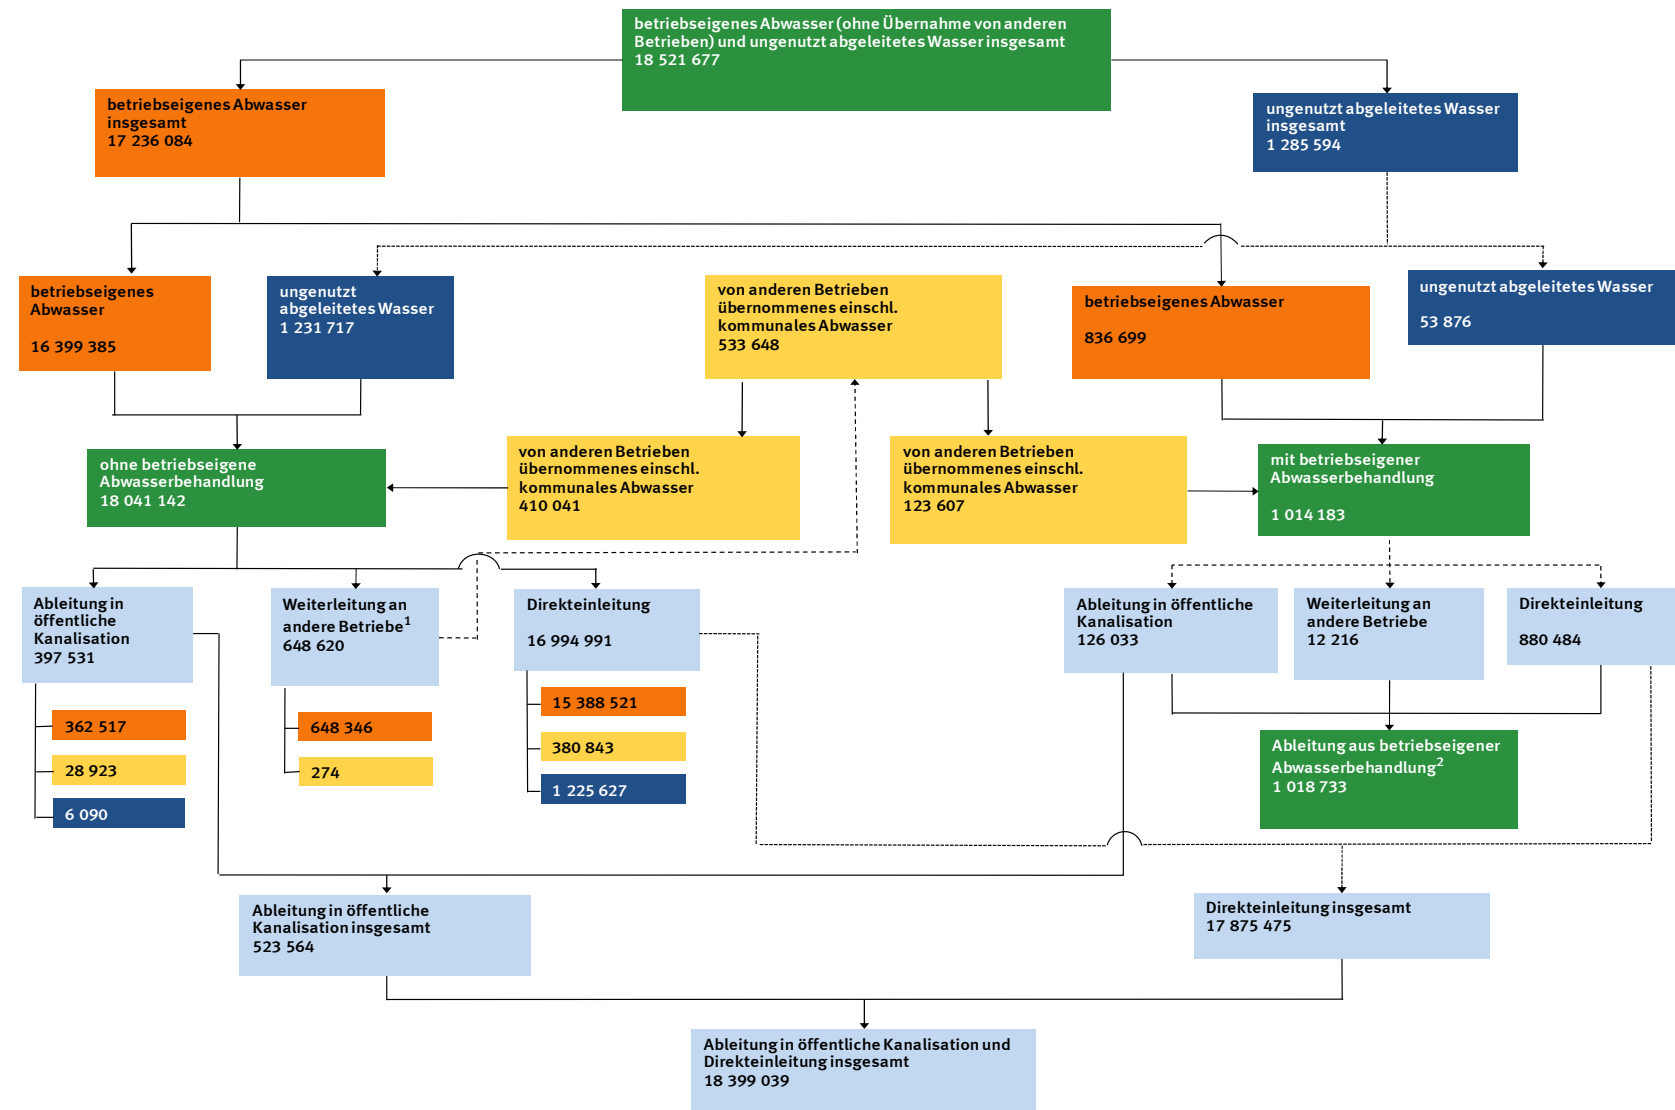 betriebseigenes Abwasser (ohne Übernahme von anderen
Betrieben) und ungenutzt abgeleitetes Wasser insgesamt
18 521 677
betriebseigenes Abwasser
insgesamt
17 236 084
ungenutzt abgeleitetes Wasser
insgesamt
1 285 594
betriebseigenes
Abwasser
16 399 385
ungenutzt
abgeleitetes Wasser
1 231 717
von anderen Betrieben
übernommenes einschl.
kommunales Abwasser
533 648
betriebseigenes Abwasser
836 699
ungenutzt abgeleitetes Wasser
53 876
ohne betriebseigene
Abwasserbehandlung
18 041 142
von anderen Betrieben
übernommenes einschl.
kommunales Abwasser
410 041
von anderen Betrieben
übernommenes einschl.
kommunales Abwasser
123 607
mit betriebseigener
Abwasserbehandlung
1 014 183
Ableitung in
öffentliche
Kanalisation
397 531
362 517
28 923
6 090
Weiterleitung an
andere Betriebe1
648 620
648 346
274
Direkteinleitung
16 994 991
15 388 521
380 843
1 225 627
Ableitung in öffentliche
Kanalisation
126 033
Weiterleitung an
andere Betriebe
12 216
Direkteinleitung
880 484
Ableitung aus betriebseigener
Abwasserbehandlung2
1 018 733
Ableitung in öffentliche
Kanalisation insgesamt
523 564
Direkteinleitung insgesamt
17 875 475
Ableitung in öffentliche Kanalisation und
Direkteinleitung insgesamt
18 399 039